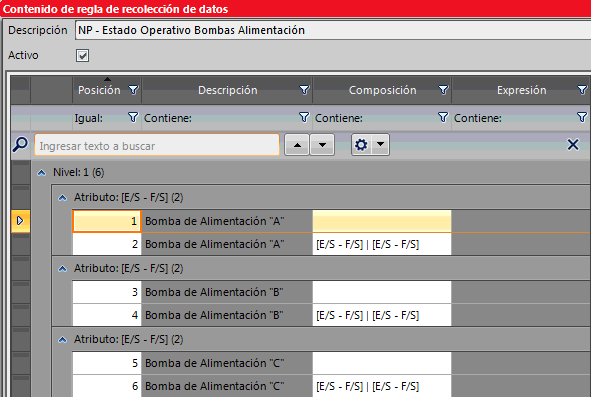 Contenido de regla de recolección de datos
Descripción NP - Estado Operativo Bombas Alimentación
Activo
Posición Descripción Composición Expresión
Igual: Contiene: Contiene: Contiene:
Ingresar texto a buscar
Nivel: 1 (6)
Atributo: [E/S - F/S] (2)
1 Bomba de Alimentación "A"
2 Bomba de Alimentación "A" [E/S - F/S] | [E/S - F/S]
Atributo: [E/S - F/S] (2)
3 Bomba de Alimentación "B"
4 Bomba de Alimentación "B" [E/S - F/S] | [E/S - F/S]
Atributo: [E/S - F/S] (2)
5 Bomba de Alimentación "C"
6 Bomba de Alimentación "C" [E/S - F/S] | [E/S - F/S]